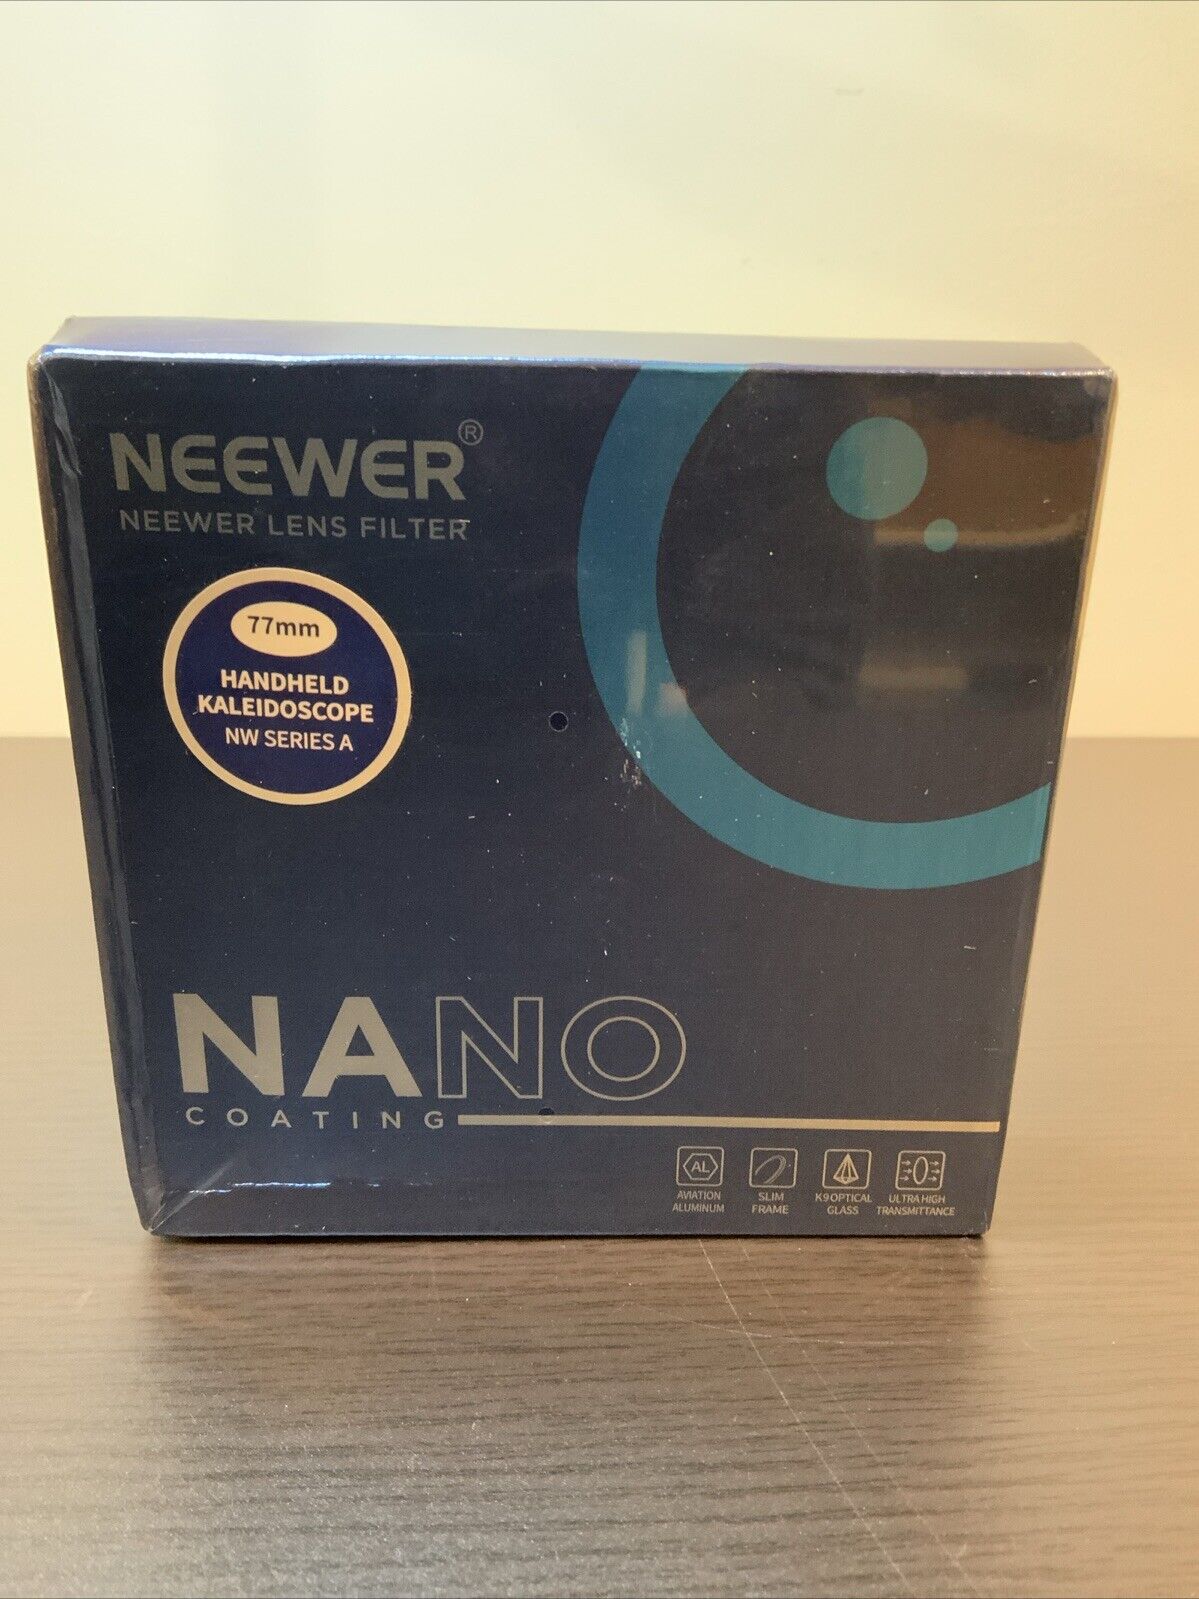 NEEWER®
NEEWER LENS FILTER
77mm
HANDHELD
KALEIDOSCOPE
NW SERIES A
NANO
COATING
AL
AVIATION
ALUMINUM
SLIM
FRAME
K9 OPTICAL
GLASS
ULTRA HIGH
TRANSMITTANCE